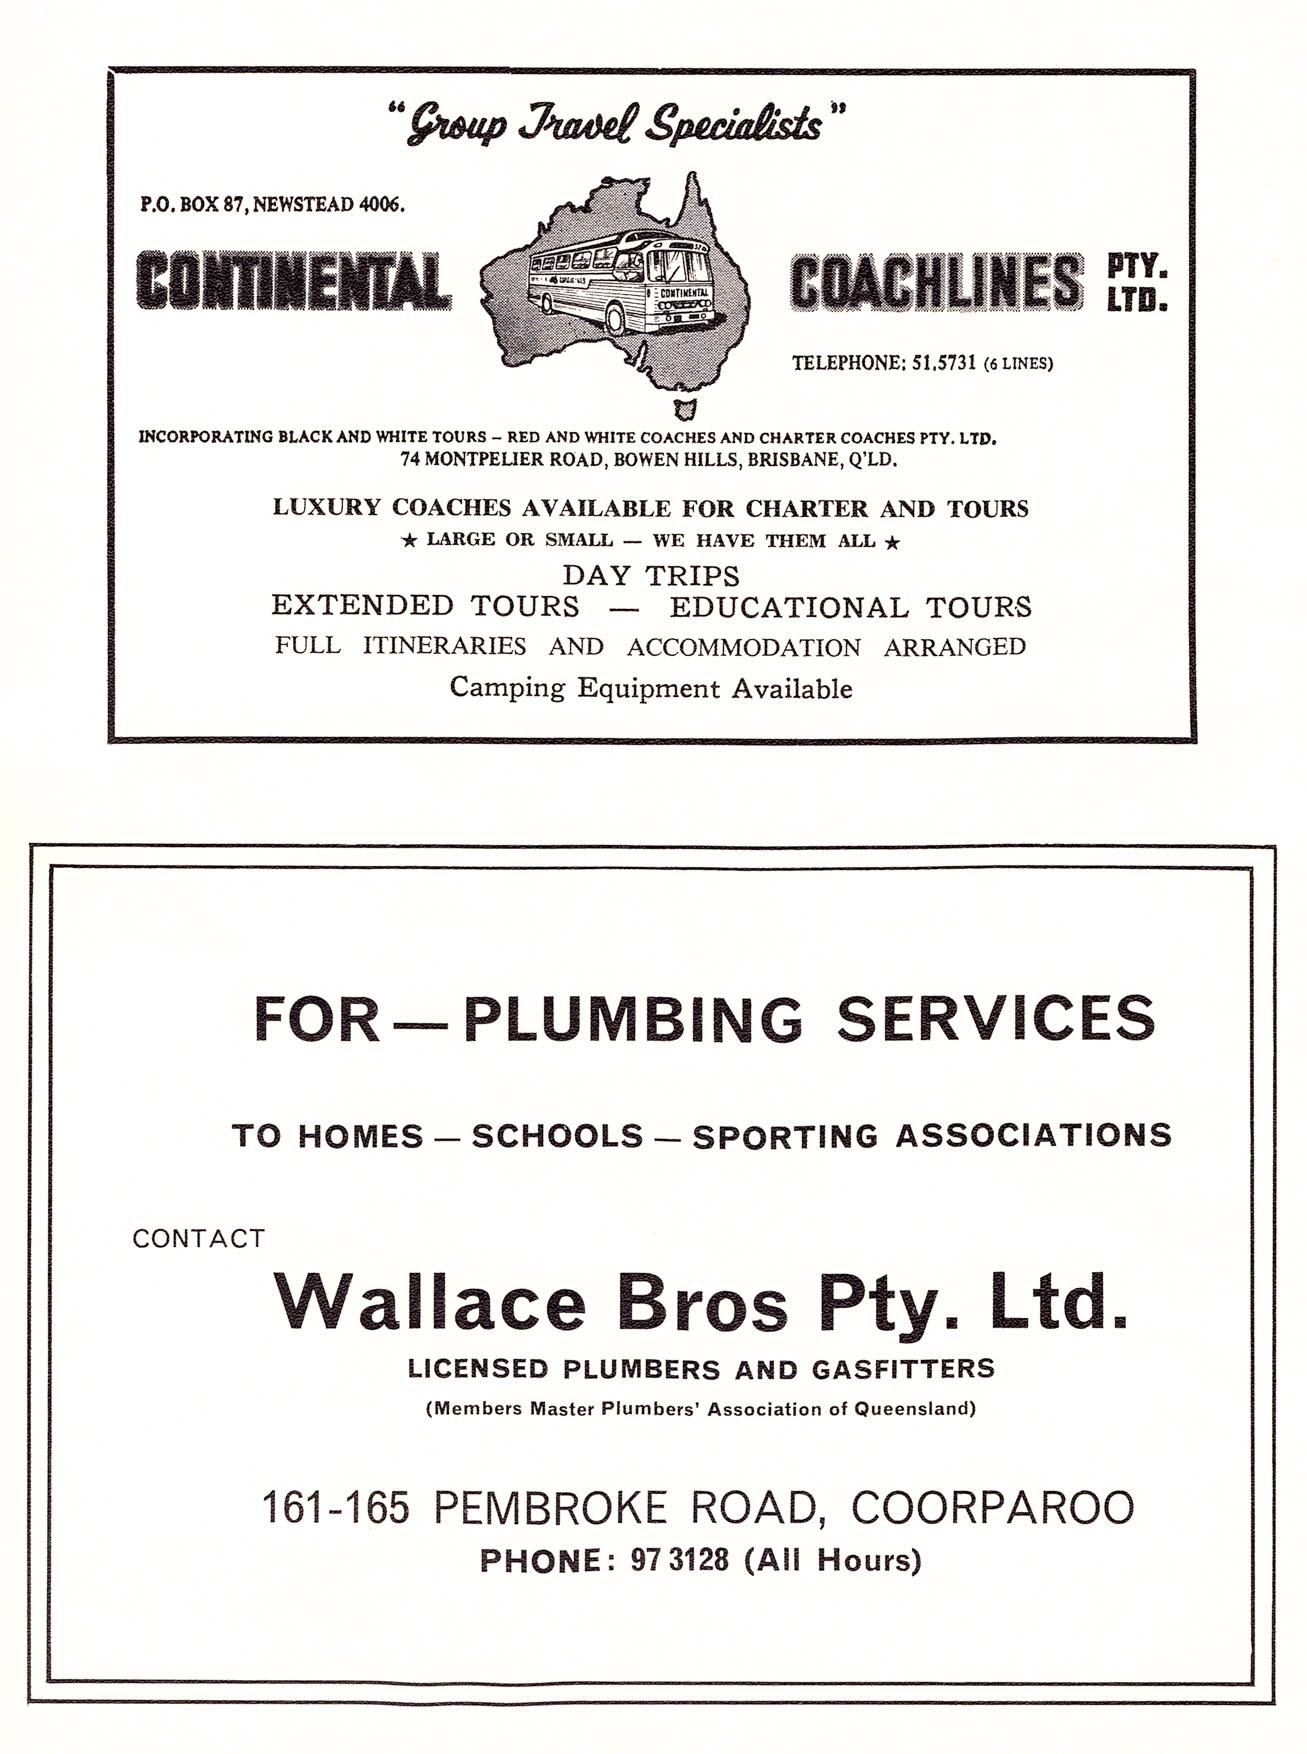 "Group Travel Specialists"
P.O. BOX 87, NEWSTEAD 4006.
CONTINENTAL COACHLINES PTY. LTD.
CONTINENTAL
TELEPHONE: 51.5731 (6 LINES)
INCORPORATING BLACK AND WHITE TOURS – RED AND WHITE COACHES AND CHARTER COACHES PTY. LTD.
74 MONTPELIER ROAD, BOWEN HILLS, BRISBANE, Q'LD.
LUXURY COACHES AVAILABLE FOR CHARTER AND TOURS
★ LARGE OR SMALL — WE HAVE THEM ALL ★
DAY TRIPS
EXTENDED TOURS — EDUCATIONAL TOURS
FULL ITINERARIES AND ACCOMMODATION ARRANGED
Camping Equipment Available
FOR — PLUMBING SERVICES
TO HOMES — SCHOOLS — SPORTING ASSOCIATIONS
CONTACT
Wallace Bros Pty. Ltd.
LICENSED PLUMBERS AND GASFITTERS
(Members Master Plumbers' Association of Queensland)
161-165 PEMBROKE ROAD, COORPAROO
PHONE: 97 3128 (All Hours)